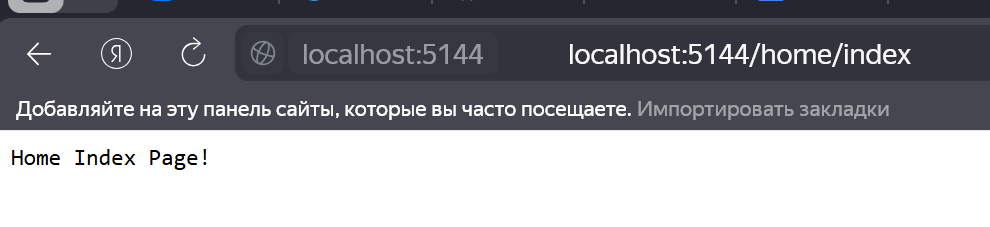 Я localhost:5144 localhost:5144/home/index
Добавляйте на эту панель сайты, которые вы часто посещаете. Импортировать закладки
Home Index Page!